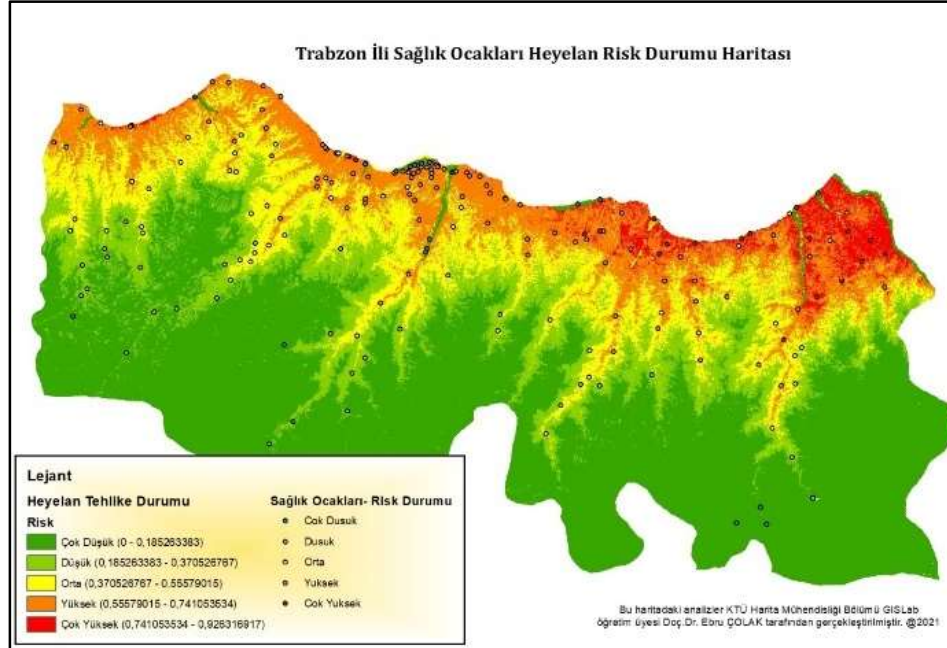 Trabzon İli Sağlık Ocakları Heyelan Risk Durumu Haritası
Lejant
Heyelan Tehlike Durumu
Risk
Çok Düşük (0 - 0,185263383)
Düşük (0,185263383 - 0,370526767)
Orta (0,370526767 - 0,55579015)
Yüksek (0,55579015 - 0,741053534)
Çok Yüksek (0,741053534 - 0,926316917)
Sağlık Ocakları- Risk Durumu
Cok Dusuk
Dusuk
Orta
Yuksek
Cok Yuksek
Bu haritadaki analizler KTÜ Harita Mühendisliği Bölümü GISLab
öğretim üyesi Doç.Dr. Ebru ÇOLAK tarafından gerçekleştirilmiştir. @2021